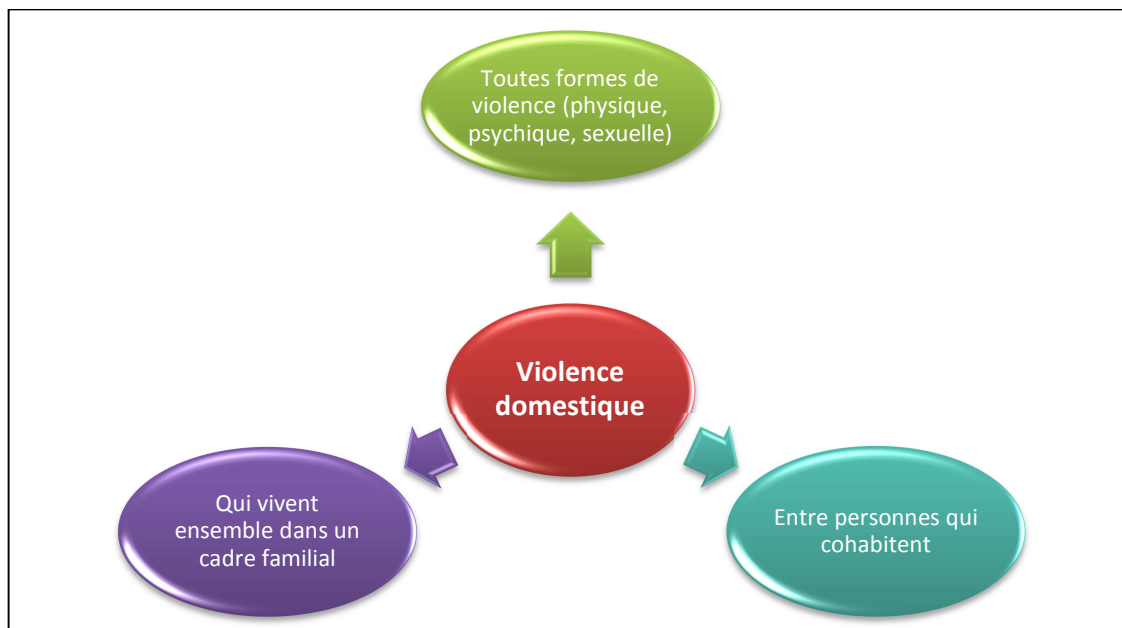 Toutes formes de
violence (physique,
psychique, sexuelle)
Violence
domestique
Qui vivent
ensemble dans un
cadre familial
Entre personnes qui
cohabitent